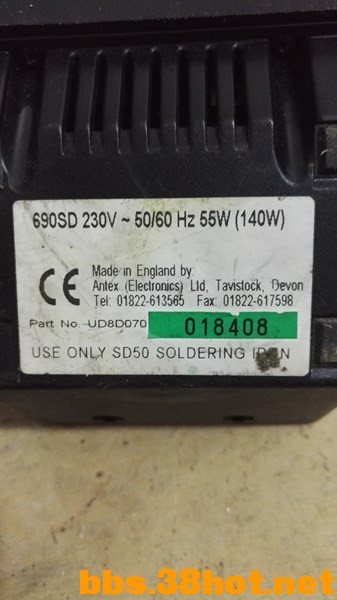 690SD 230V ~ 50/60 Hz 55W (140W)
CE
Made in England by:
Antex (Electronics) Ltd, Tavistock, Devon
Tel: 01822-613565 Fax: 01822-617598
Part No UD8D070 018408
USE ONLY SD50 SOLDERING IRON
bbs.38hot.net